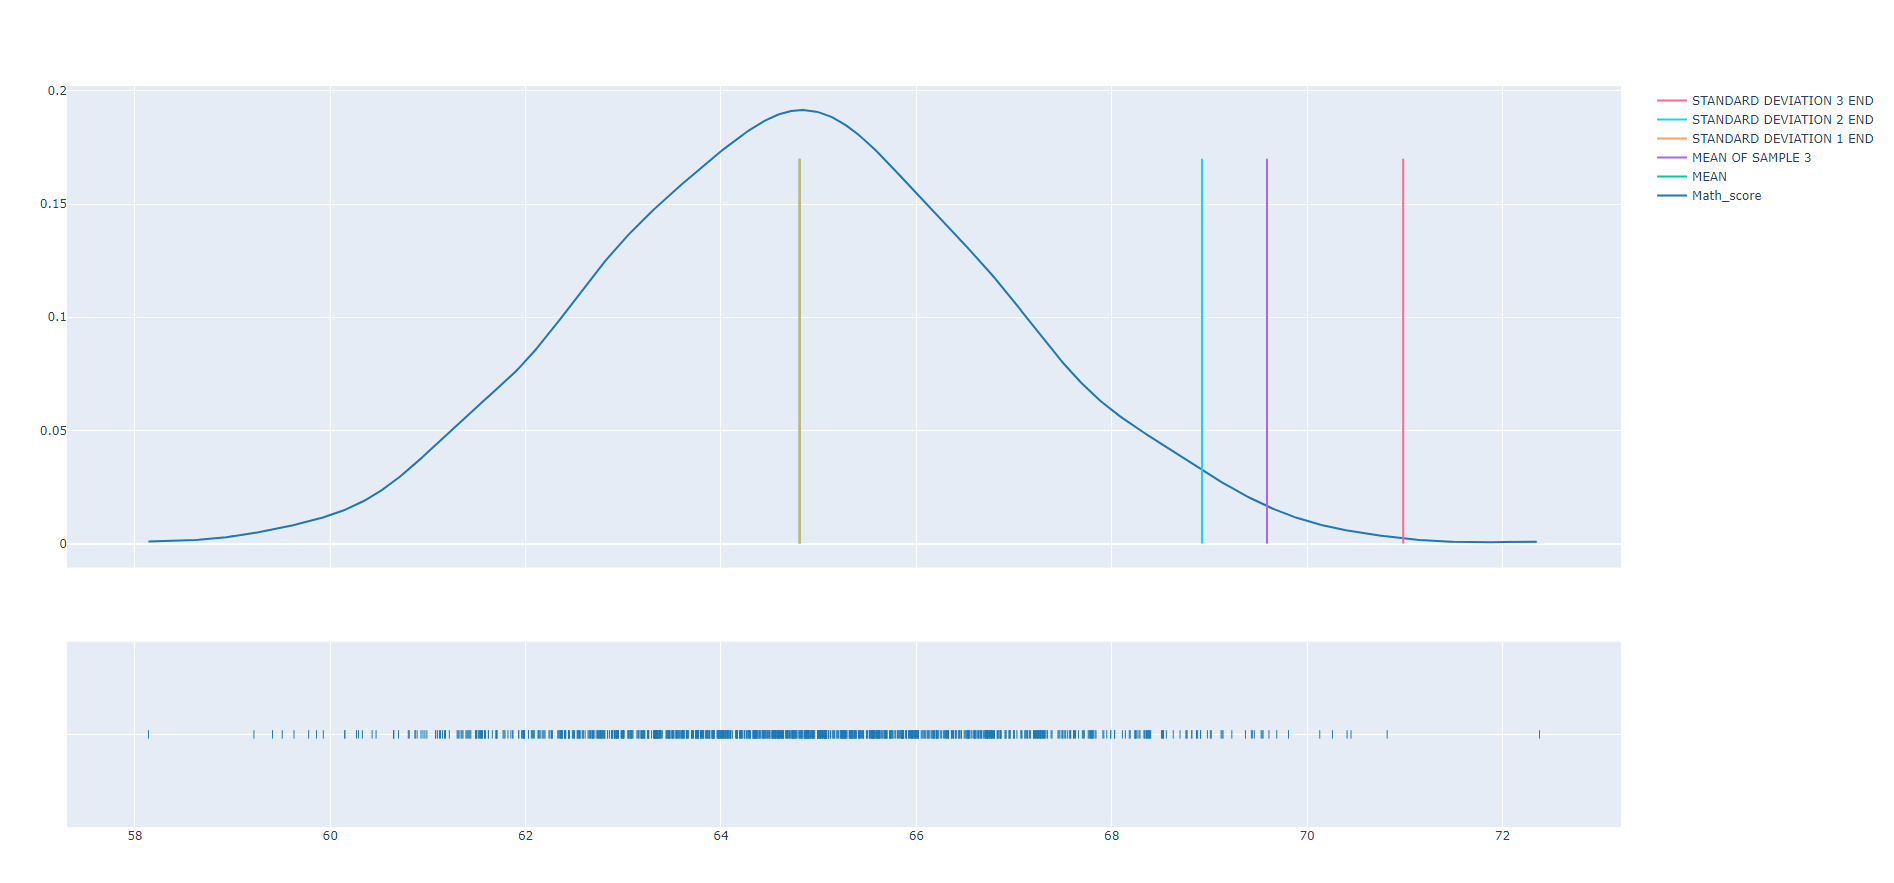 0.2
0.15
0.1
0.05
0
STANDARD DEVIATION 3 END
STANDARD DEVIATION 2 END
STANDARD DEVIATION 1 END
MEAN OF SAMPLE 3
MEAN
Math_score
58 60 62 64 66 68 70 72